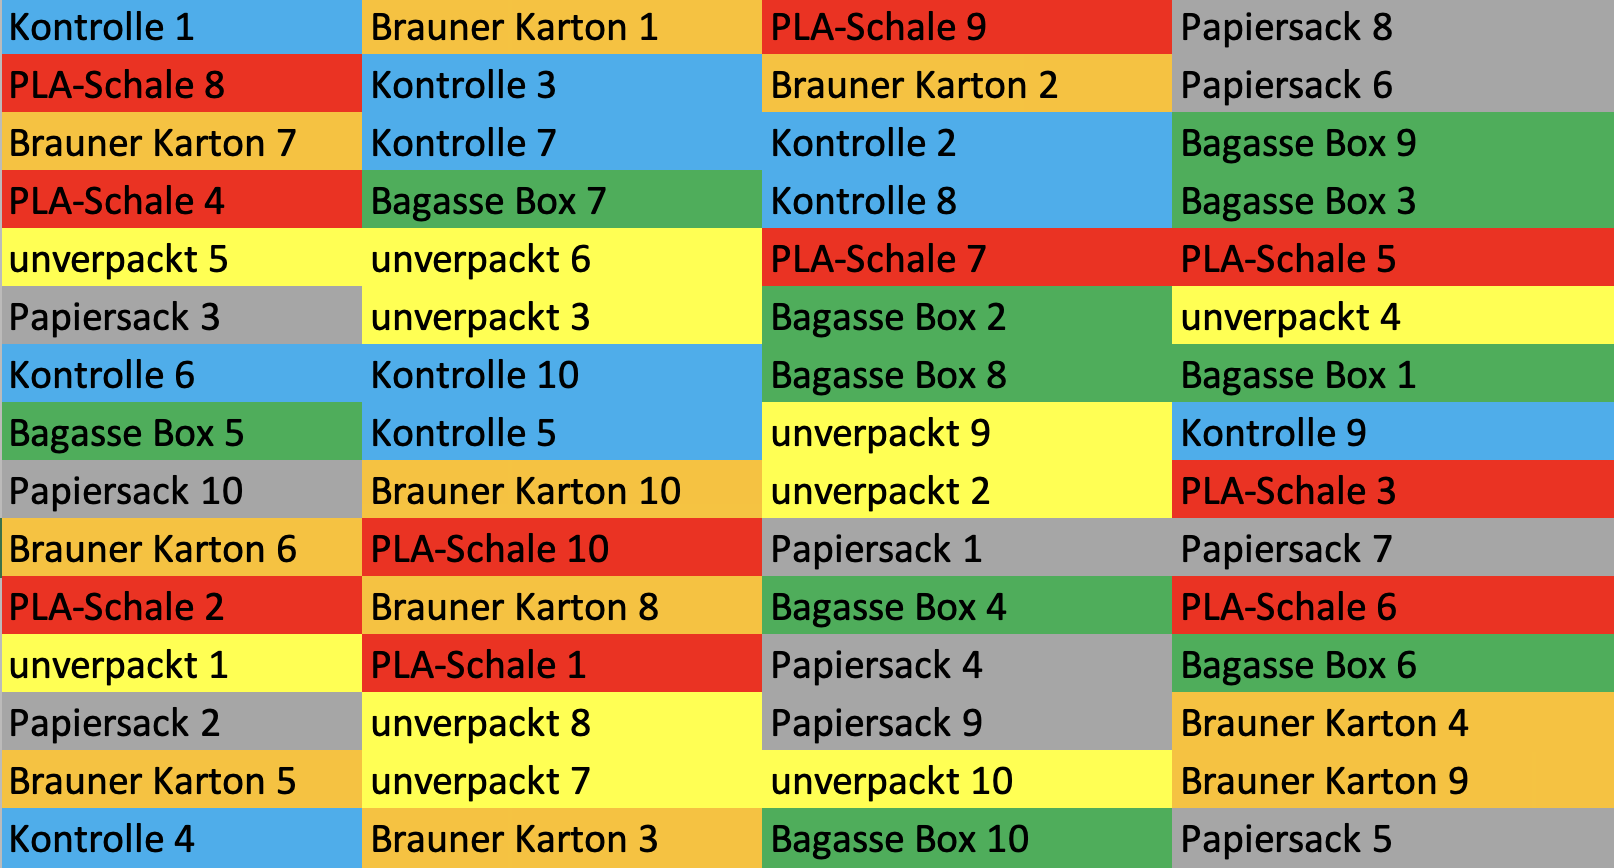 Kontrolle 1 Brauner Karton 1 PLA-Schale 9 Papiersack 8
PLA-Schale 8 Kontrolle 3 Brauner Karton 2 Papiersack 6
Brauner Karton 7 Kontrolle 7 Kontrolle 2 Bagasse Box 9
PLA-Schale 4 Bagasse Box 7 Kontrolle 8 Bagasse Box 3
unverpackt 5 unverpackt 6 PLA-Schale 7 PLA-Schale 5
Papiersack 3 unverpackt 3 Bagasse Box 2 unverpackt 4
Kontrolle 6 Kontrolle 10 Bagasse Box 8 Bagasse Box 1
Bagasse Box 5 Kontrolle 5 unverpackt 9 Kontrolle 9
Papiersack 10 Brauner Karton 10 unverpackt 2 PLA-Schale 3
Brauner Karton 6 PLA-Schale 10 Papiersack 1 Papiersack 7
PLA-Schale 2 Brauner Karton 8 Bagasse Box 4 PLA-Schale 6
unverpackt 1 PLA-Schale 1 Papiersack 4 Bagasse Box 6
Papiersack 2 unverpackt 8 Papiersack 9 Brauner Karton 4
Brauner Karton 5 unverpackt 7 unverpackt 10 Brauner Karton 9
Kontrolle 4 Brauner Karton 3 Bagasse Box 10 Papiersack 5